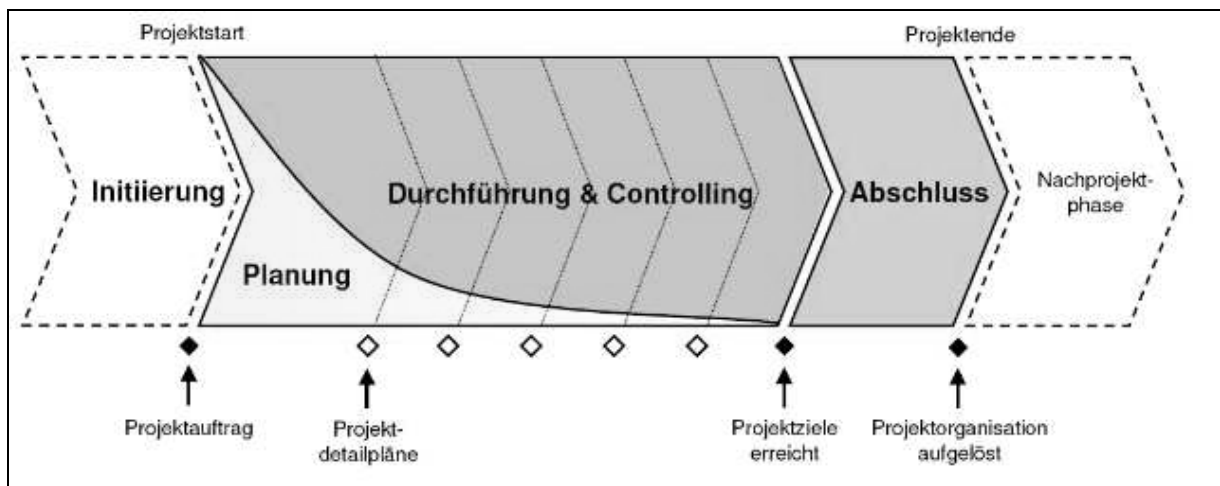 Projektstart
Projektende
Initiierung
Durchführung & Controlling
Abschluss
Nachprojekt-
phase
Planung
Projektauftrag
Projekt-
detailpläne
Projektziele
erreicht
Projektorganisation
aufgelöst